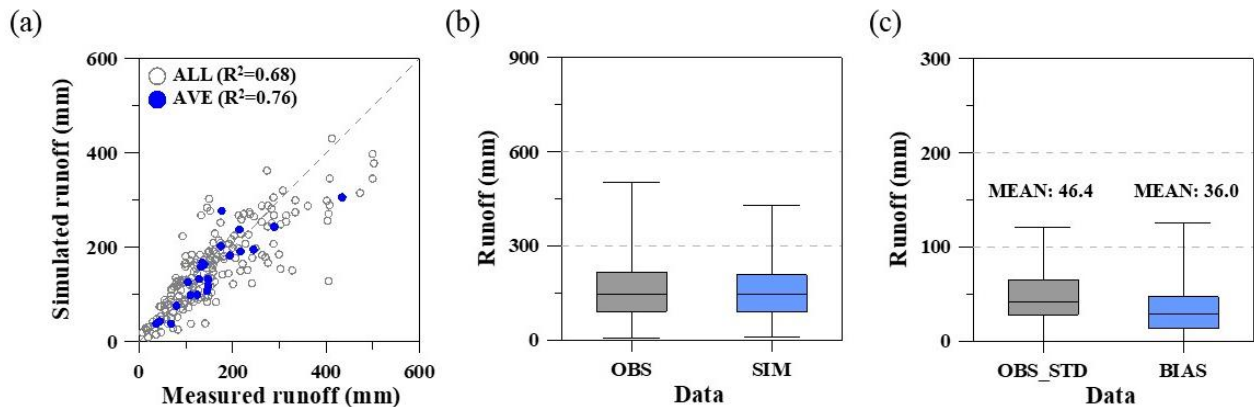 (a)
600
400
200
0
Simulated runoff (mm)
ALL (R²=0.68)
AVE (R²=0.76)
0 200 400 600
Measured runoff (mm)
(b)
900
600
300
0
Runoff (mm)
OBS SIM
Data
(c)
300
200
100
0
Runoff (mm)
MEAN: 46.4 MEAN: 36.0
OBS_STD BIAS
Data